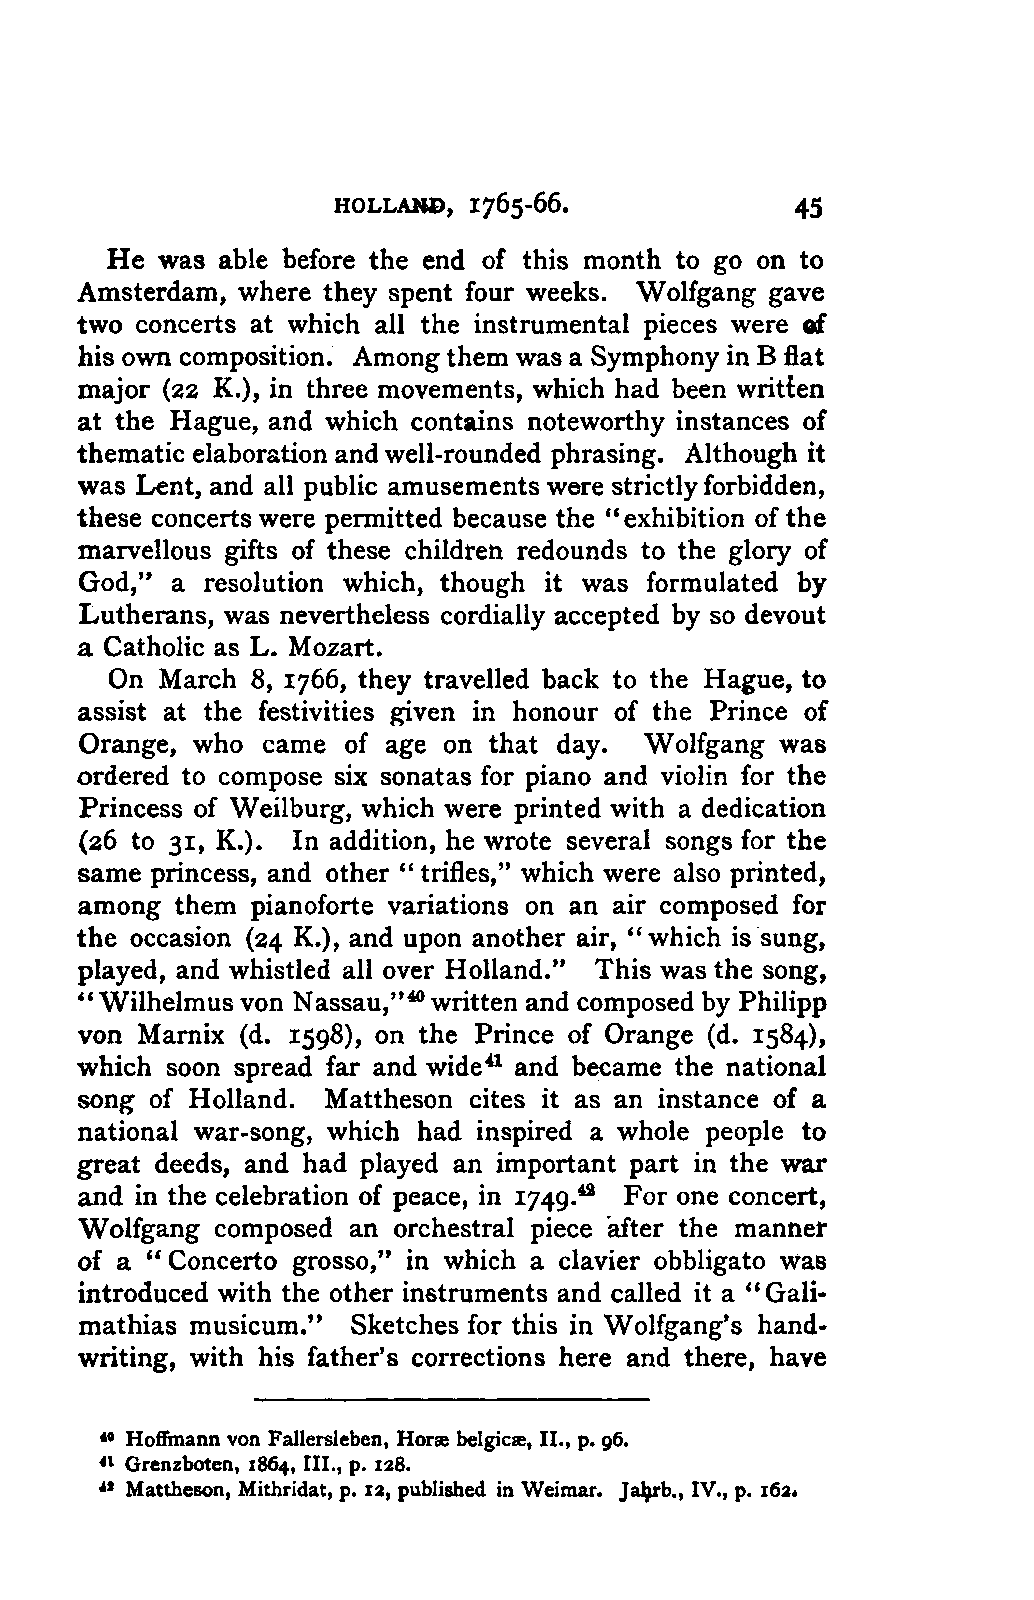 HOLLAND, 1765-66. 45
He was able before the end of this month to go on to
Amsterdam, where they spent four weeks. Wolfgang gave
two concerts at which all the instrumental pieces were of
his own composition. Among them was a Symphony in B flat
major (22 K.), in three movements, which had been written
at the Hague, and which contains noteworthy instances of
thematic elaboration and well-rounded phrasing. Although it
was Lent, and all public amusements were strictly forbidden,
these concerts were permitted because the "exhibition of the
marvellous gifts of these children redounds to the glory of
God," a resolution which, though it was formulated by
Lutherans, was nevertheless cordially accepted by so devout
a Catholic as L. Mozart.
On March 8, 1766, they travelled back to the Hague, to
assist at the festivities given in honour of the Prince of
Orange, who came of age on that day. Wolfgang was
ordered to compose six sonatas for piano and violin for the
Princess of Weilburg, which were printed with a dedication
(26 to 31, K.). In addition, he wrote several songs for the
same princess, and other "trifles," which were also printed,
among them pianoforte variations on an air composed for
the occasion (24 K.), and upon another air, "which is sung,
played, and whistled all over Holland." This was the song,
"Wilhelmus von Nassau,"⁴⁰ written and composed by Philipp
von Marnix (d. 1598), on the Prince of Orange (d. 1584),
which soon spread far and wide⁴¹ and became the national
song of Holland. Mattheson cites it as an instance of a
national war-song, which had inspired a whole people to
great deeds, and had played an important part in the war
and in the celebration of peace, in 1749.⁴² For one concert,
Wolfgang composed an orchestral piece after the manner
of a "Concerto grosso," in which a clavier obbligato was
introduced with the other instruments and called it a "Gali-
mathias musicum." Sketches for this in Wolfgang's hand-
writing, with his father's corrections here and there, have
⁴⁰ Hoffmann von Fallersleben, Horæ belgicæ, II., p. 96.
⁴¹ Grenzboten, 1864, III., p. 128.
⁴² Mattheson, Mithridat, p. 12, published in Weimar. Jahrb., IV., p. 162.